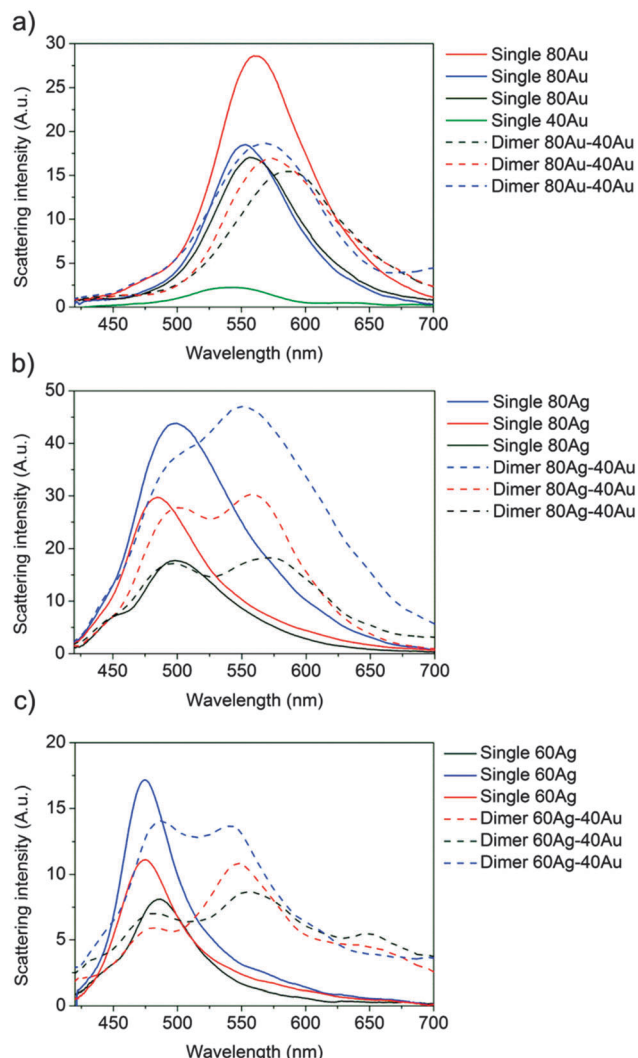 a)
30
25
20
15
10
5
0
Scattering intensity (A.u.)
450 500 550 600 650 700
Wavelength (nm)
Single 80Au
Single 80Au
Single 80Au
Single 40Au
Dimer 80Au-40Au
Dimer 80Au-40Au
Dimer 80Au-40Au
b)
50
40
30
20
10
0
Scattering intensity (A.u.)
450 500 550 600 650 700
Wavelength (nm)
Single 80Ag
Single 80Ag
Single 80Ag
Dimer 80Ag-40Au
Dimer 80Ag-40Au
Dimer 80Ag-40Au
c)
20
15
10
5
0
Scattering intensity (A.u.)
450 500 550 600 650 700
Wavelength (nm)
Single 60Ag
Single 60Ag
Single 60Ag
Dimer 60Ag-40Au
Dimer 60Ag-40Au
Dimer 60Ag-40Au